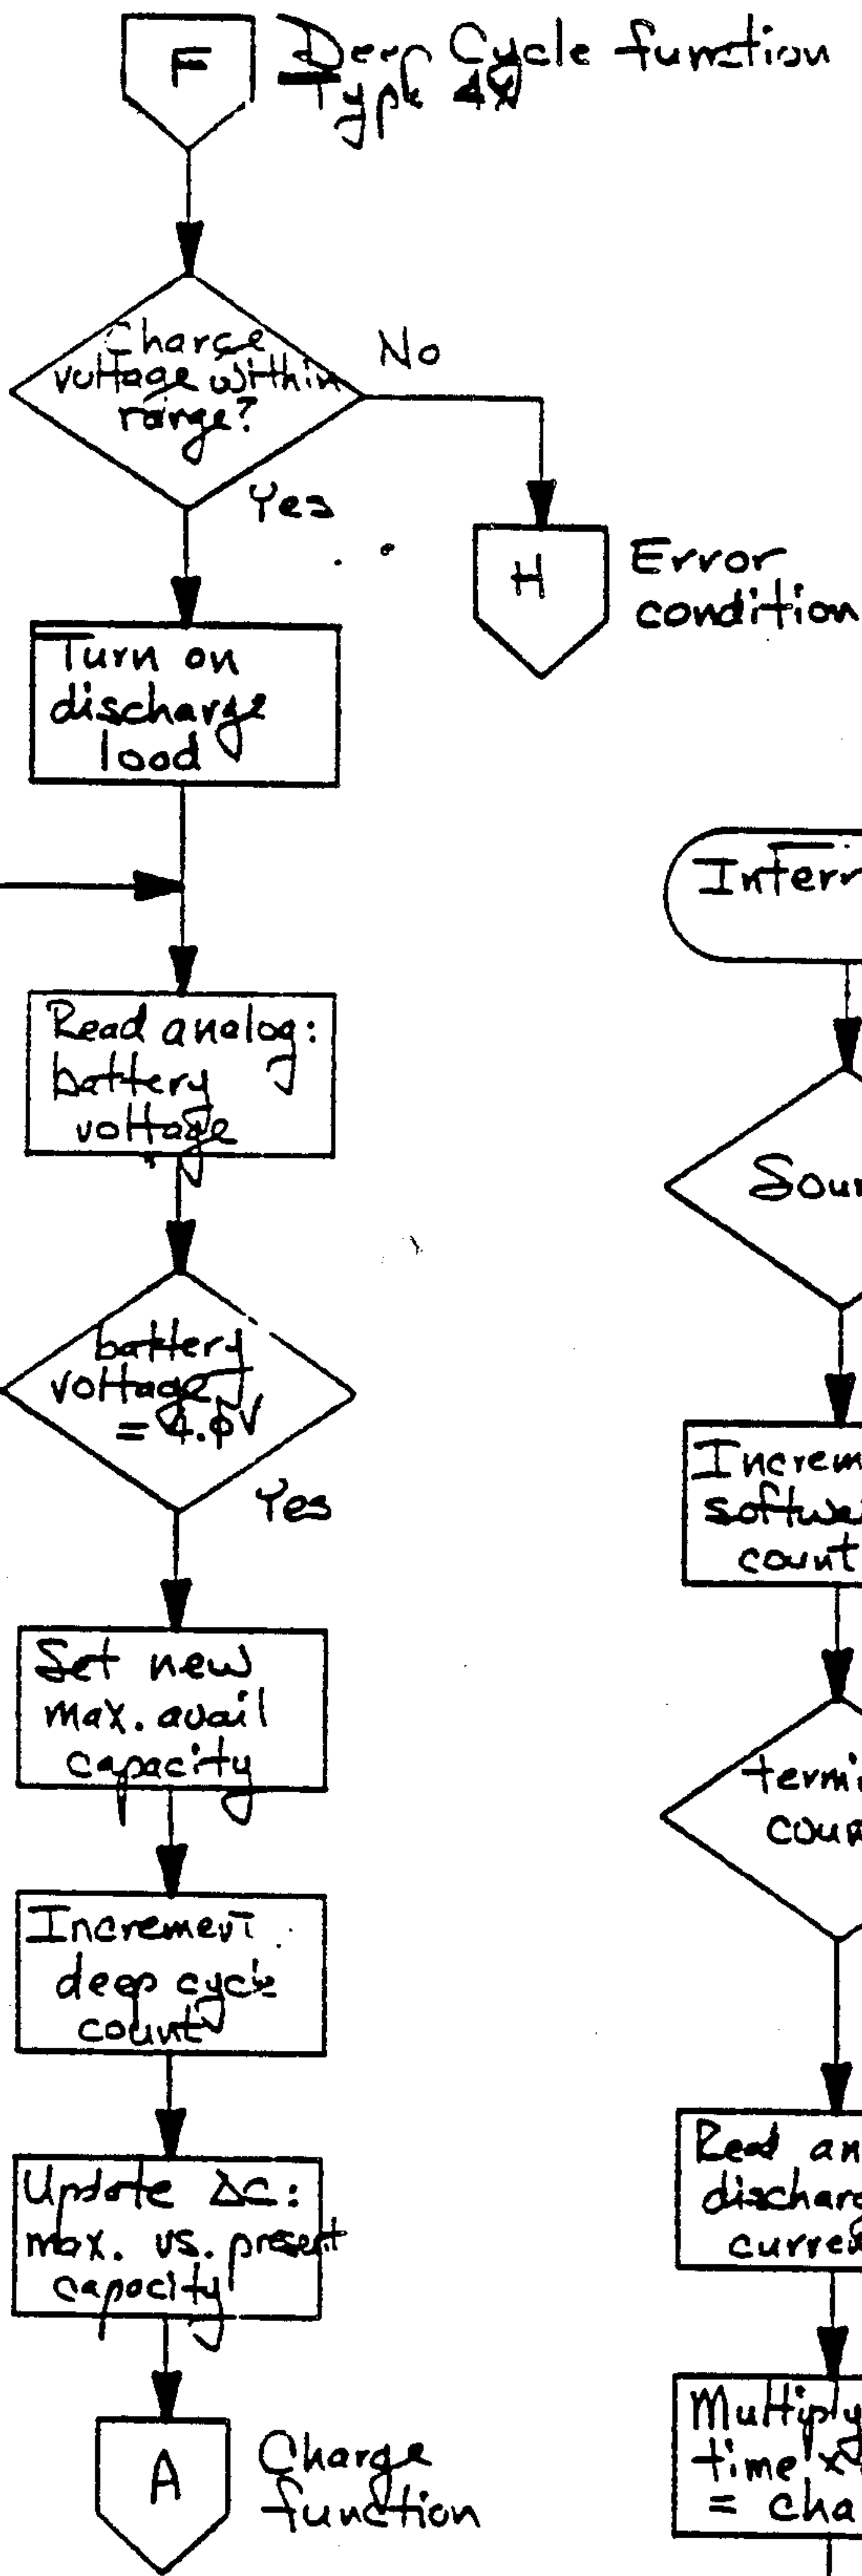 F
Deep Cycle function
Type 4X
Charge
voltage within
range?
No
Yes
H
Error
condition
Turn on
discharge
load
Read analog:
battery
voltage
battery
voltage
Yes
Set new
max. avail
capacity
Increment
deep cycle
count
Update ΔC:
max. vs. present
capacity
A
Charge
function
Interr
Sour
Increm
softwa
count
termi
coun
Read an
discharg
curre
Multiply
time x
= cha